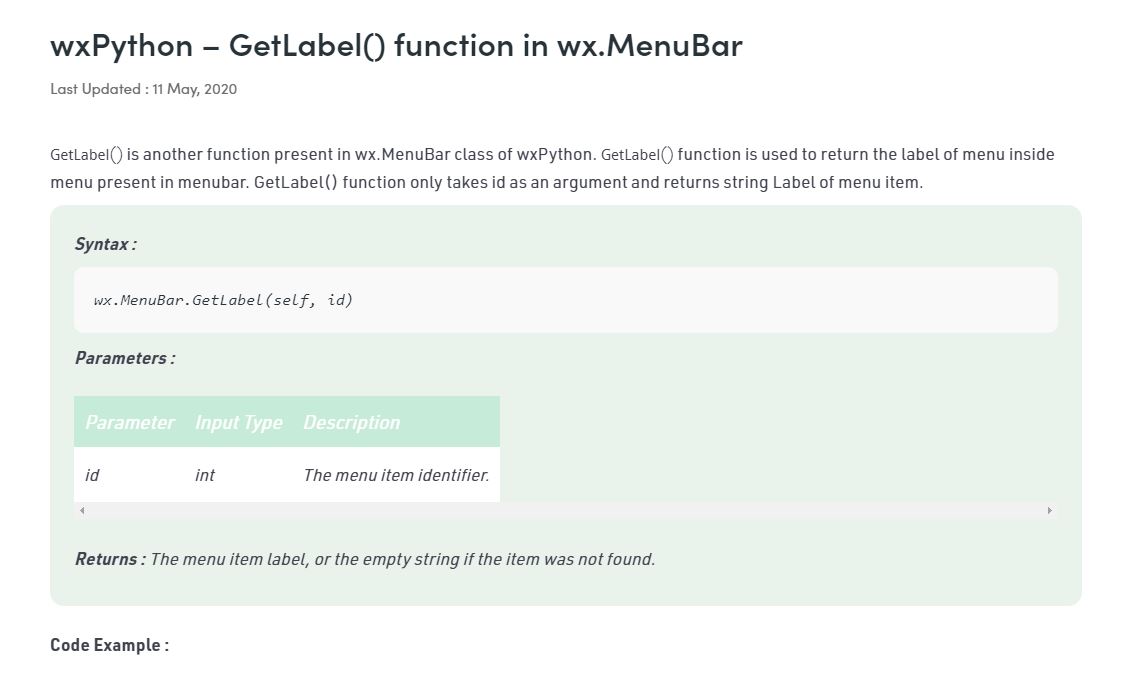 wxPython – GetLabel() function in wx.MenuBar
Last Updated : 11 May, 2020
GetLabel() is another function present in wx.MenuBar class of wxPython. GetLabel() function is used to return the label of menu inside
menu present in menubar. GetLabel() function only takes id as an argument and returns string Label of menu item.
Syntax :
wx.MenuBar.GetLabel(self, id)
Parameters :
Parameter Input Type Description
id int The menu item identifier.
Returns : The menu item label, or the empty string if the item was not found.
Code Example :